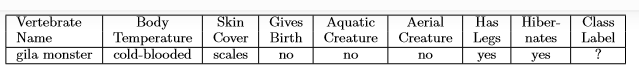 Vertebrate Body Skin Gives Aquatic Aerial Has Hiber- Class
Name Temperature Cover Birth Creature Creature Legs nates Label
gila monster cold-blooded scales no no no yes yes ?